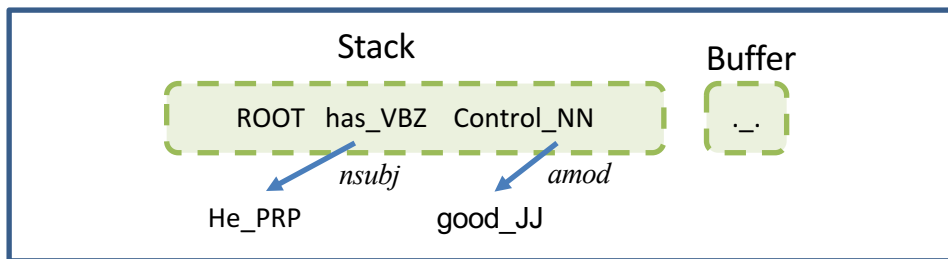 Stack
Buffer
ROOT has_VBZ Control_NN
._.
nsubj
amod
He_PRP
good_JJ